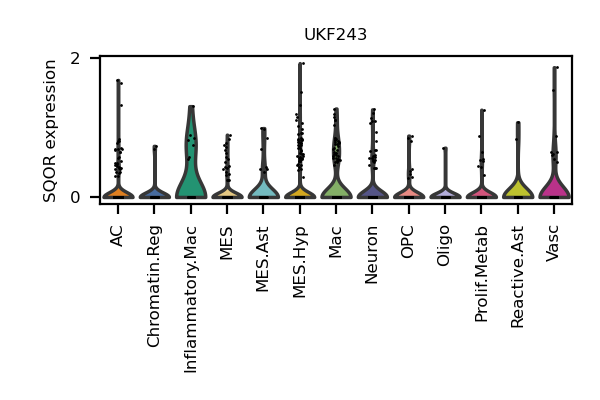 UKF243
SQOR expression
2
0
AC
Chromatin.Reg
Inflammatory.Mac
MES
MES.Ast
MES.Hyp
Mac
Neuron
OPC
Oligo
Prolif.Metab
Reactive.Ast
Vasc